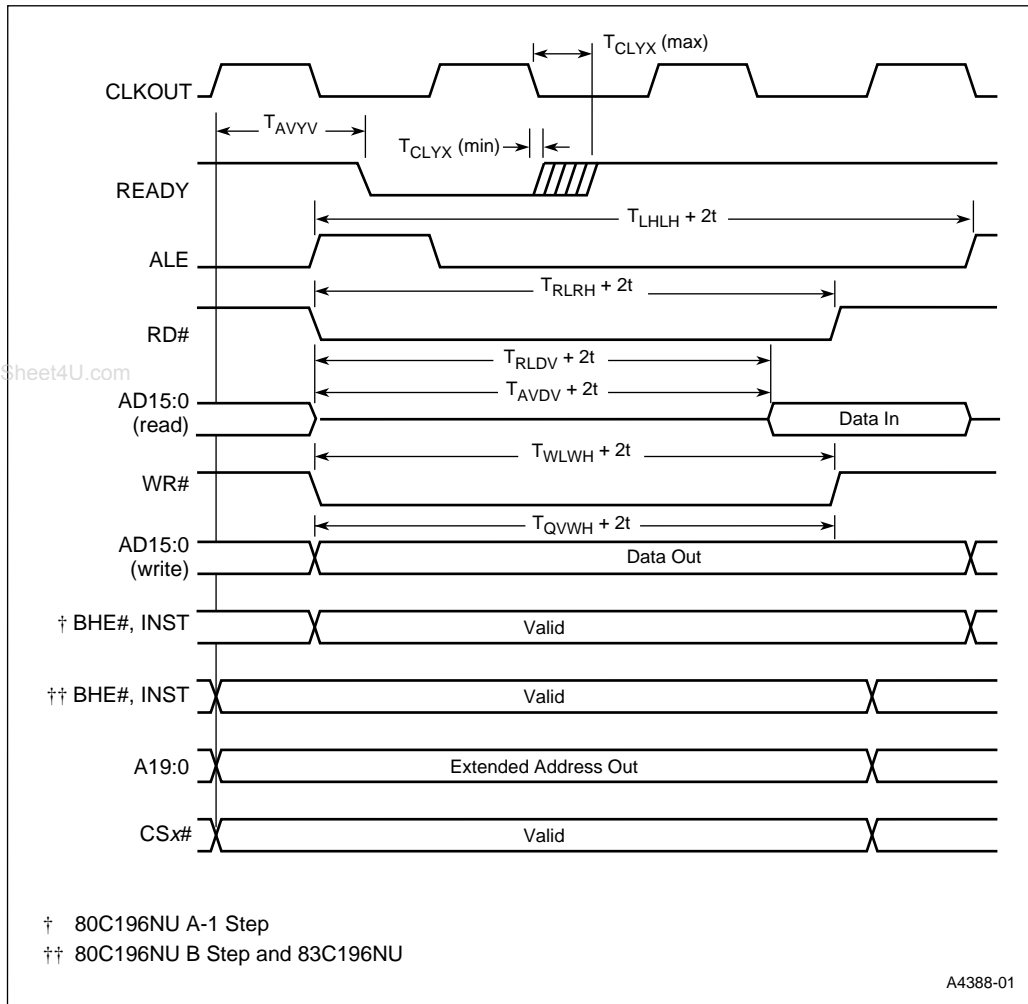 T_CLYX (max)
CLKOUT
T_AVYV
T_CLYX (min)
READY
T_LHLH + 2t
ALE
T_RLRH + 2t
RD#
T_RLDV + 2t
Sheet4U.com
T_AVDV + 2t
AD15:0
(read)
Data In
T_WLWH + 2t
WR#
T_QVWH + 2t
AD15:0
(write)
Data Out
† BHE#, INST
Valid
†† BHE#, INST
Valid
A19:0
Extended Address Out
CSx#
Valid
† 80C196NU A-1 Step
†† 80C196NU B Step and 83C196NU
A4388-01